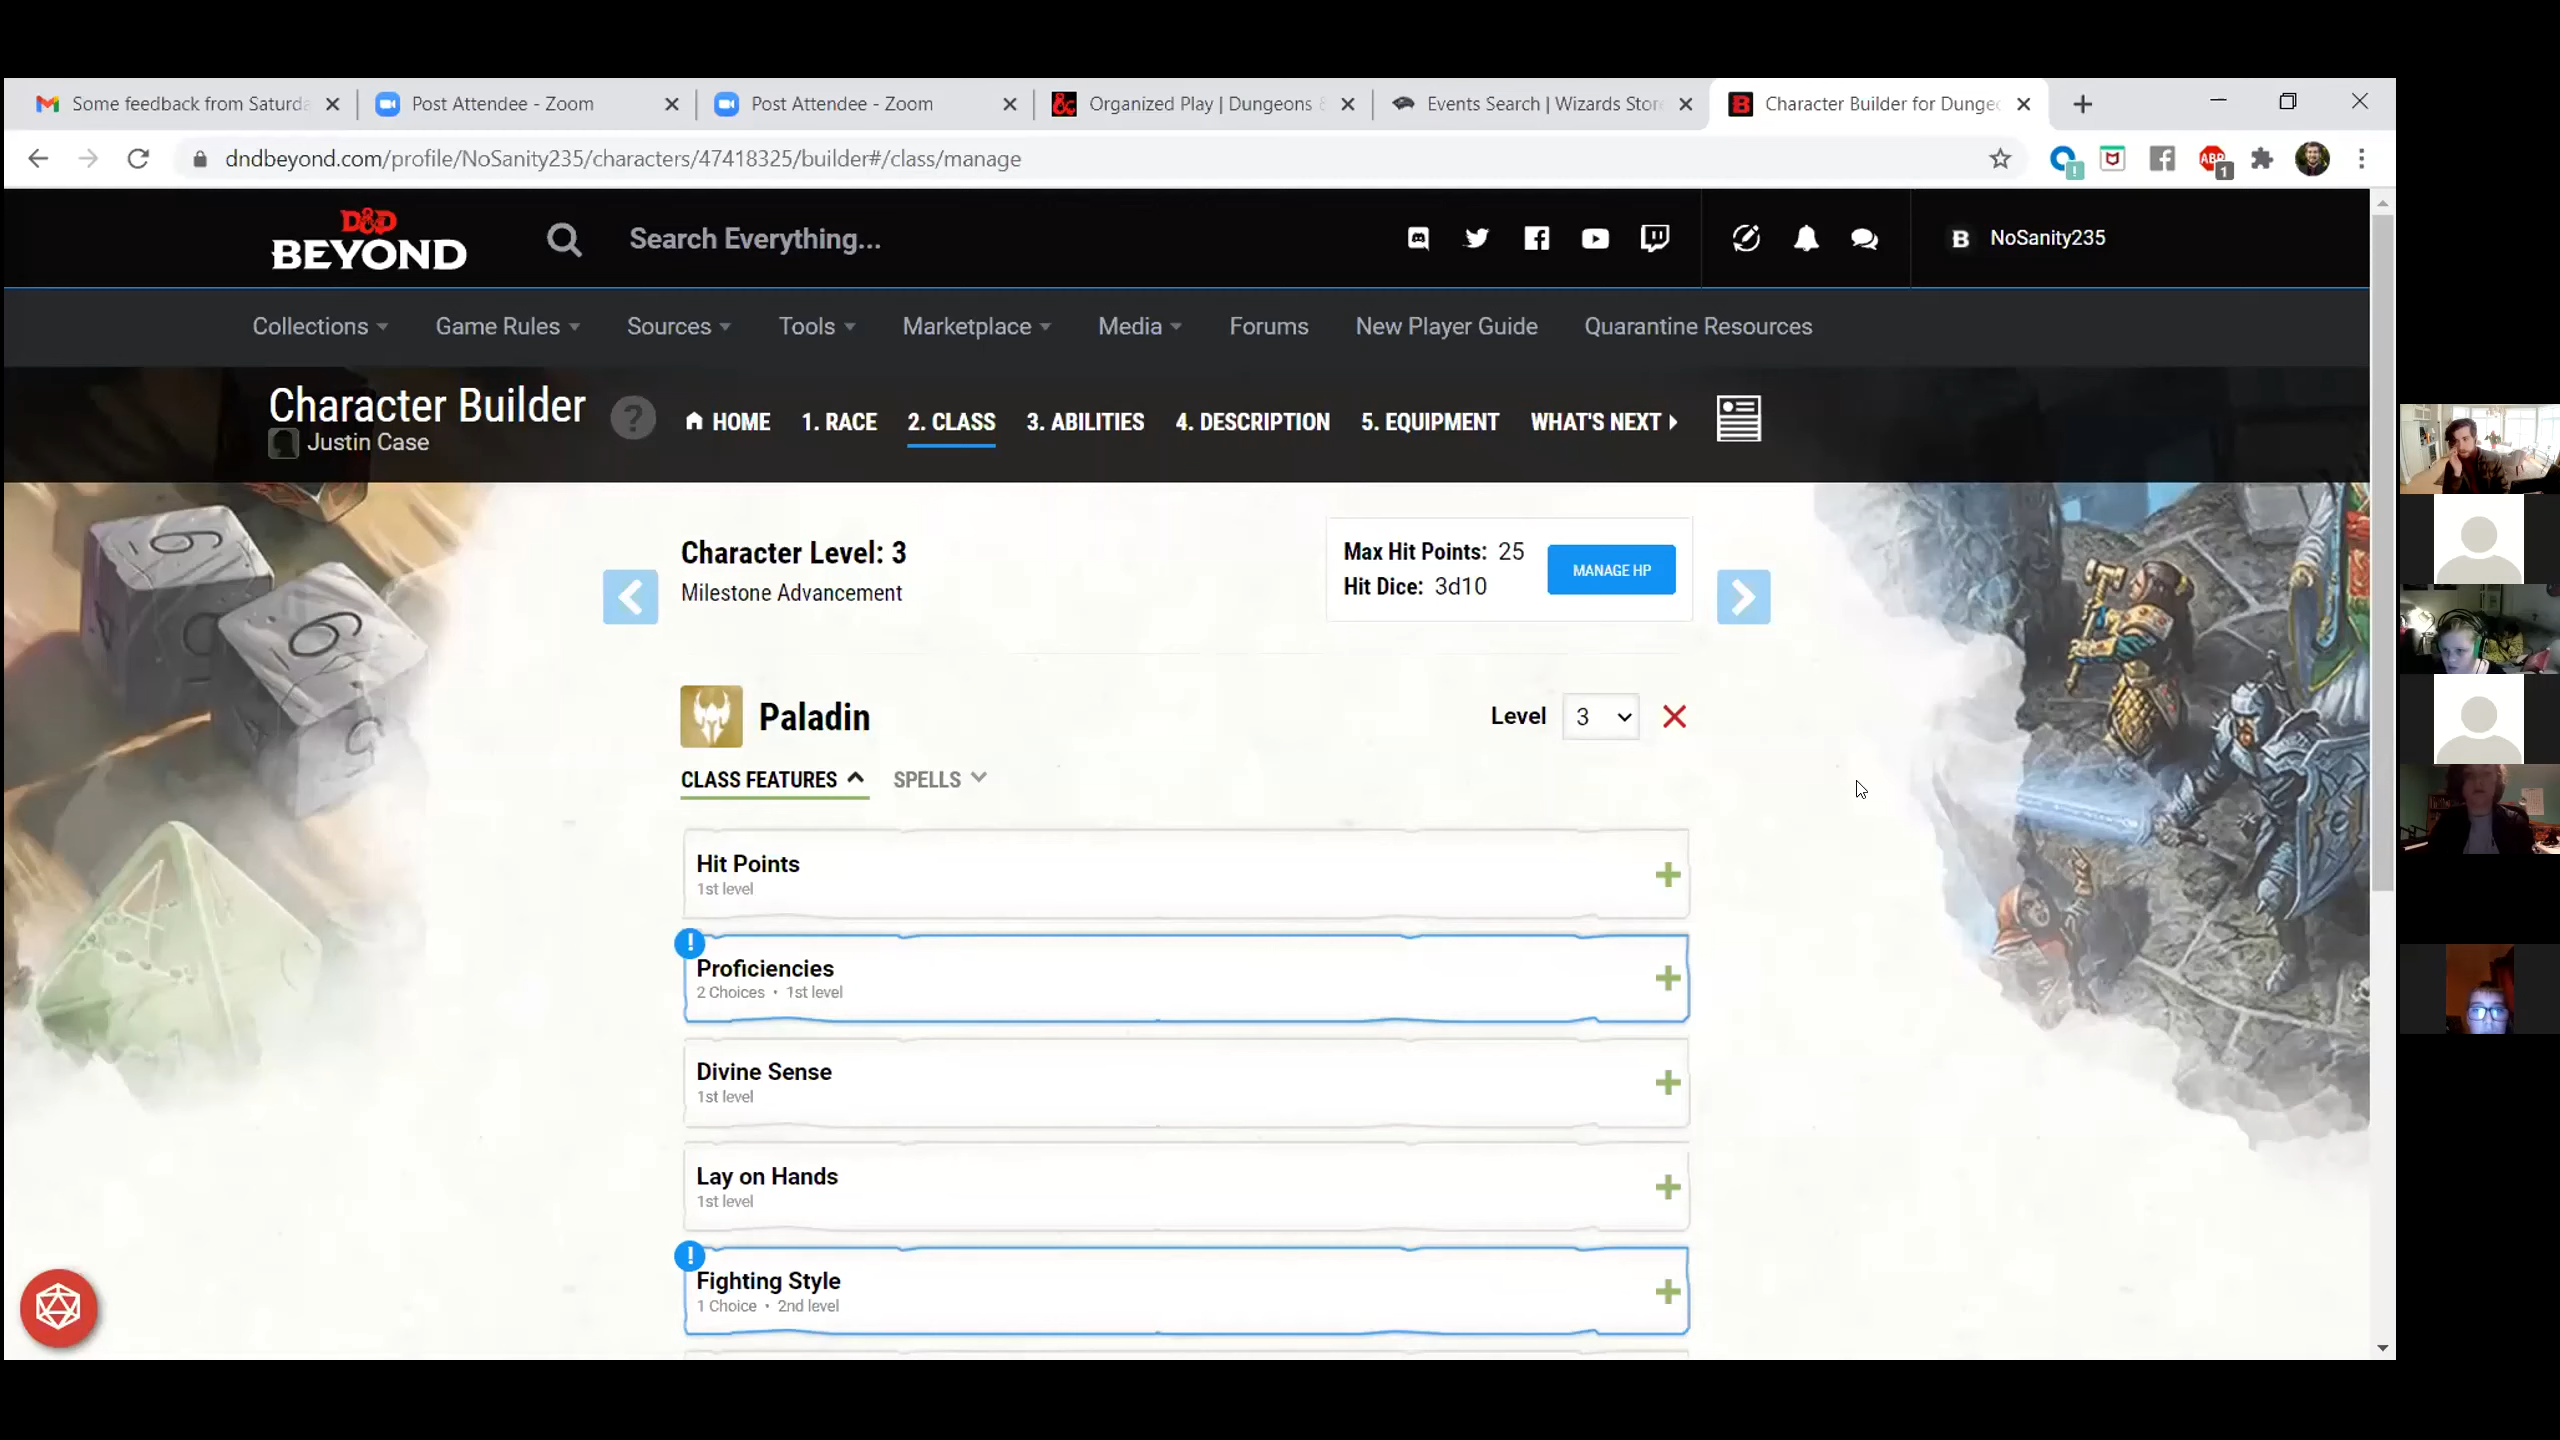 Some feedback from Saturda
Post Attendee - Zoom
Post Attendee - Zoom
Organized Play | Dungeons &
Events Search | Wizards Store
Character Builder for Dungeo
dndbeyond.com/profile/NoSanity235/characters/47418325/builder#/class/manage
ABP
1
D&D
BEYOND
Search Everything...
B NoSanity235
Collections
Game Rules
Sources
Tools
Marketplace
Media
Forums
New Player Guide
Quarantine Resources
Character Builder
Justin Case
?
HOME
1. RACE
2. CLASS
3. ABILITIES
4. DESCRIPTION
5. EQUIPMENT
WHAT'S NEXT
Character Level: 3
Milestone Advancement
Max Hit Points: 25
Hit Dice: 3d10
MANAGE HP
Paladin
Level 3
CLASS FEATURES
SPELLS
Hit Points
1st level
!
Proficiencies
2 Choices • 1st level
Divine Sense
1st level
Lay on Hands
1st level
!
Fighting Style
1 Choice • 2nd level